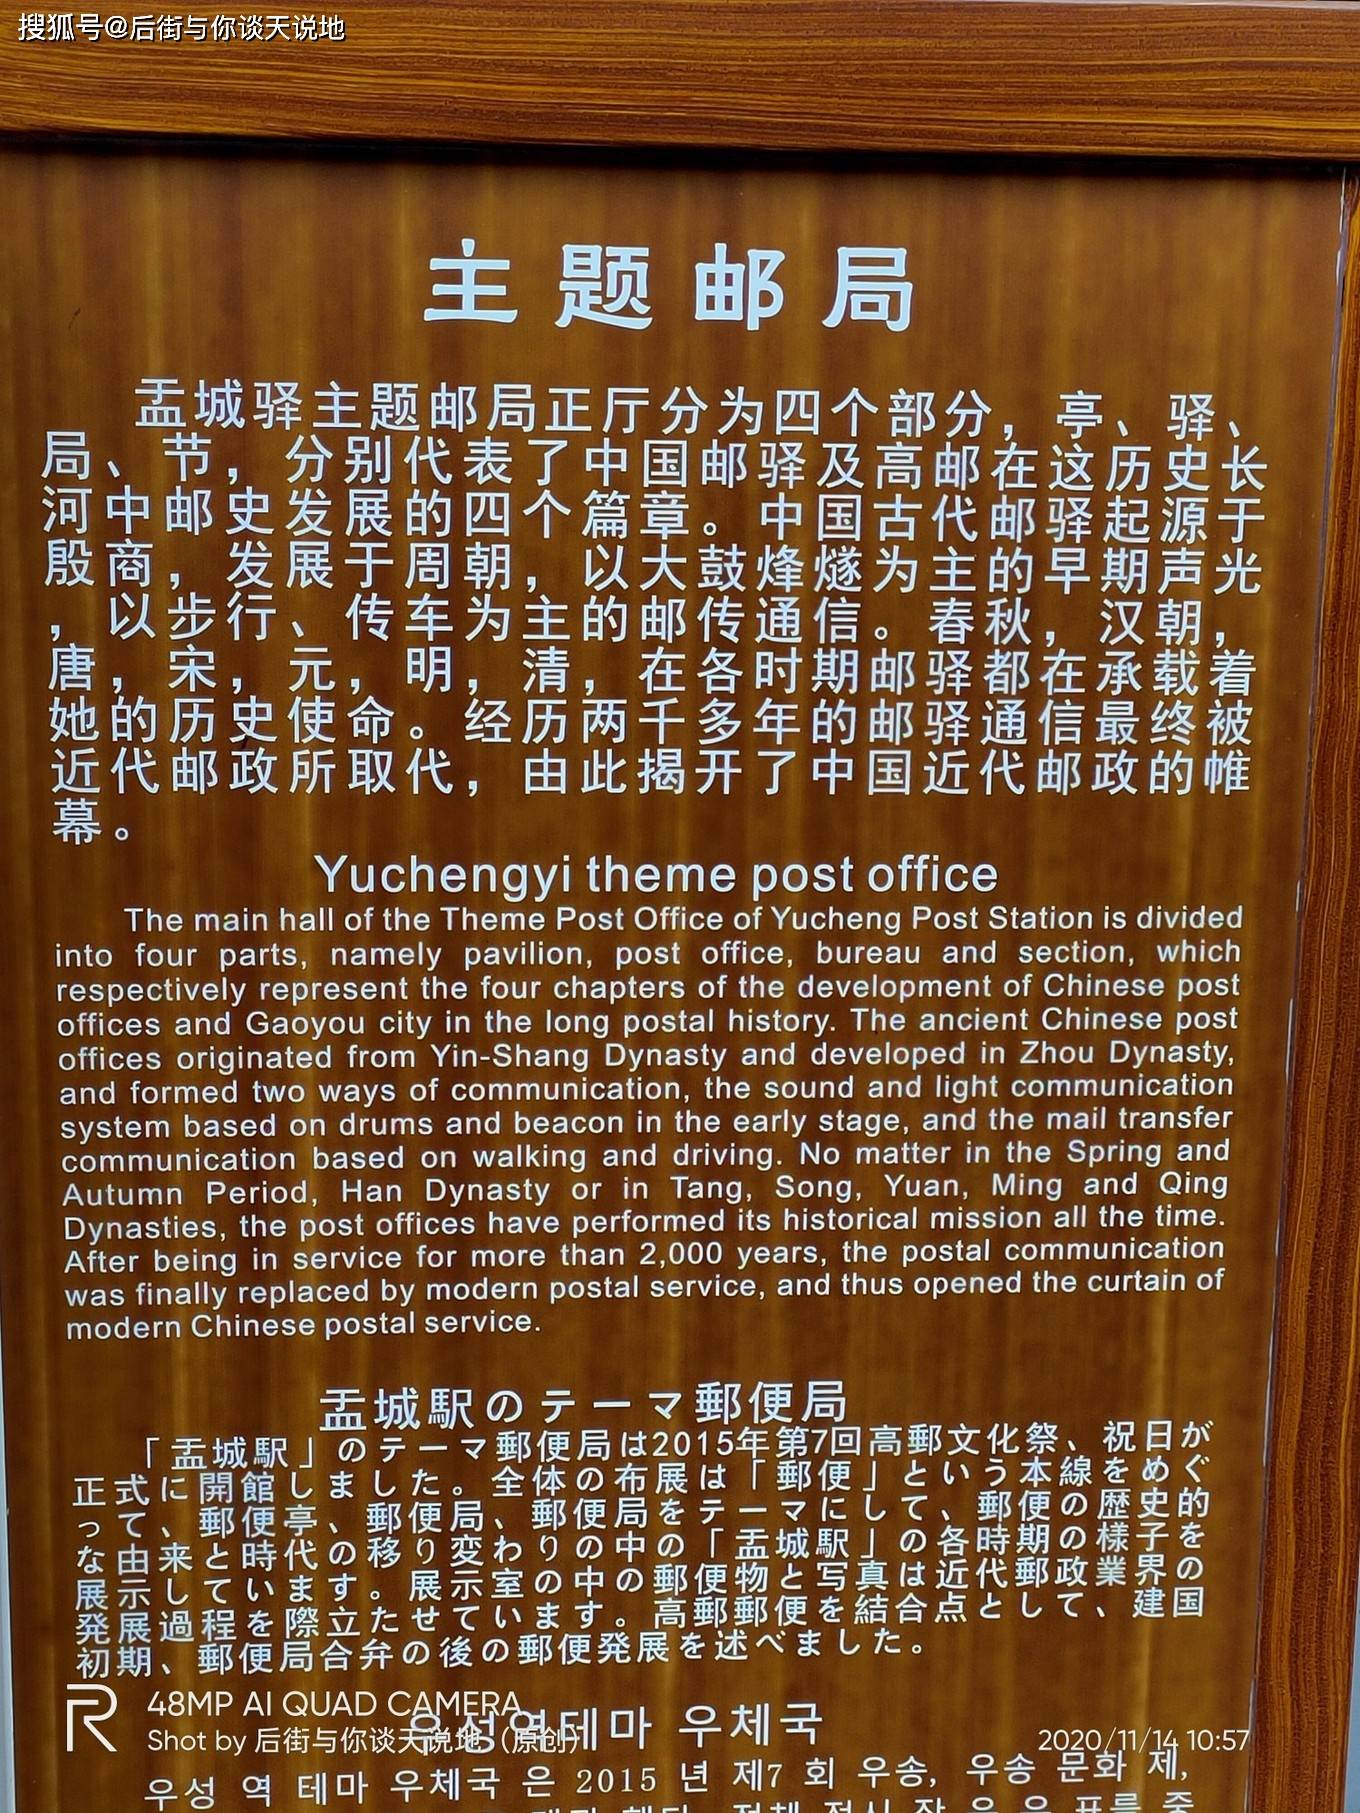 搜狐号@后街与你谈天说地
主题邮局
盂城驿主题邮局正厅分为四个部分，亭、驿、
局、节，分别代表了中国邮驿及高邮在这历史长
河中邮史发展的四个篇章。中国古代邮驿起源于
殷商，发展于周朝，以大鼓烽燧为主的早期声光
，以步行、传车为主的邮传通信。春秋，汉朝，
唐，宋，元，明，清，在各时期邮驿都在承载着
她的历史使命。经历两千多年的邮驿通信最终被
近代邮政所取代，由此揭开了中国近代邮政的帷
幕。
Yuchengyi theme post office
The main hall of the Theme Post Office of Yucheng Post Station is divided
into four parts, namely pavilion, post office, bureau and section, which
respectively represent the four chapters of the development of Chinese post
offices and Gaoyou city in the long postal history. The ancient Chinese post
offices originated from Yin-Shang Dynasty and developed in Zhou Dynasty,
and formed two ways of communication, the sound and light communication
system based on drums and beacon in the early stage, and the mail transfer
communication based on walking and driving. No matter in the Spring and
Autumn Period, Han Dynasty or in Tang, Song, Yuan, Ming and Qing
Dynasties, the post offices have performed its historical mission all the time.
After being in service for more than 2,000 years, the postal communication
was finally replaced by modern postal service, and thus opened the curtain of
modern Chinese postal service.
盂城駅のテーマ郵便局
「盂城駅」のテーマ郵便局は2015年第7回高郵文化祭、祝日が
正式に開館しました。全体の布展は「郵便」という本線をめぐ
って、郵便亭、郵便局、郵便局をテーマにして、郵便の歴史的
な由来と時代の移り変わりの中の「盂城駅」の各時期の様子を
展示しています。展示室の中の郵便物と写真は近代郵政業界の
発展過程を際立たせています。高郵郵便を結合点として、建国
初期、郵便局合弁の後の郵便発展を述べました。
우성역테마 우체국
48MP AI QUAD CAMERA
Shot by 后街与你谈天说地（原创）
2020/11/14 10:57
우성 역 테마 우체국 은 2015 년 제7 회 우송, 우송 문화 제,